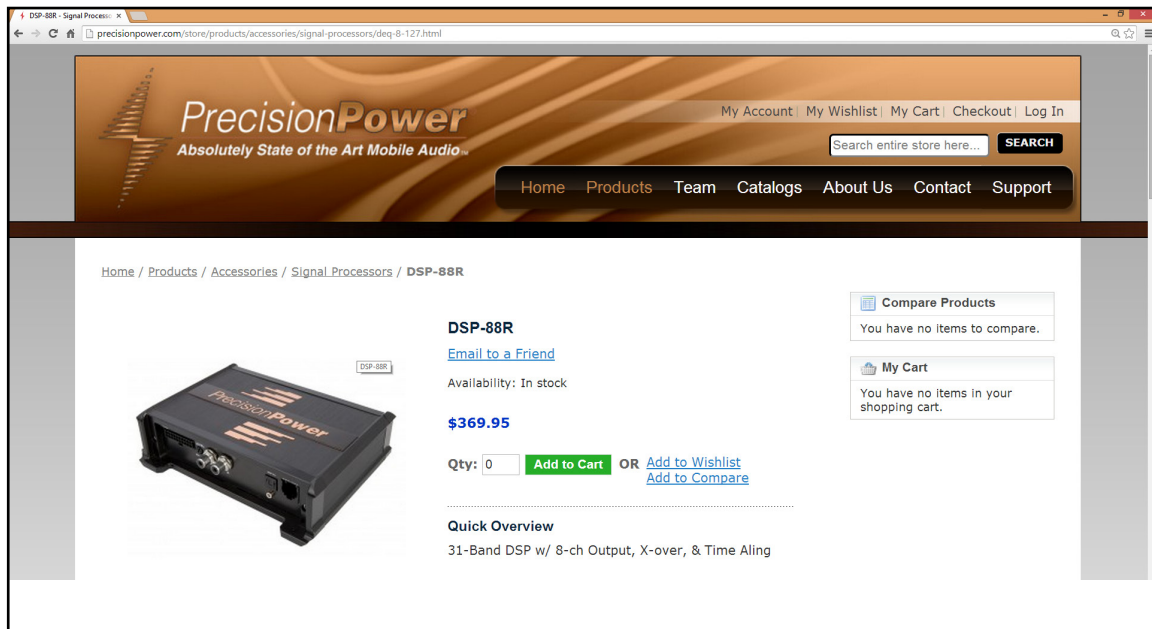 DSP-88R - Signal Processo ×
precisionpower.com/store/products/accessories/signal-processors/deq-8-127.html
PrecisionPower
Absolutely State of the Art Mobile Audio™
My Account | My Wishlist | My Cart | Checkout | Log In
Search entire store here... SEARCH
Home Products Team Catalogs About Us Contact Support
Home / Products / Accessories / Signal Processors / DSP-88R
Compare Products
You have no items to compare.
My Cart
You have no items in your
shopping cart.
DSP-88R
PrecisionPower
DSP-88R
Email to a Friend
Availability: In stock
$369.95
Qty: 0 Add to Cart OR Add to Wishlist
Add to Compare
Quick Overview
31-Band DSP w/ 8-ch Output, X-over, & Time Aling